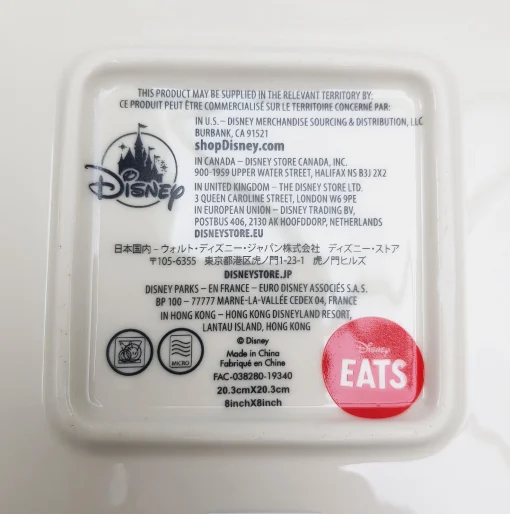 THIS PRODUCT MAY BE SUPPLIED IN THE RELEVANT TERRITORY BY:
CE PRODUIT PEUT ÊTRE COMMERCIALISÉ SUR LE TERRITOIRE CONCERNÉ PAR:
IN U.S. – DISNEY MERCHANDISE SOURCING & DISTRIBUTION, LLC
BURBANK, CA 91521
shopDisney.com
IN CANADA – DISNEY STORE CANADA, INC.
900-1959 UPPER WATER STREET, HALIFAX NS B3J 2X2
Disney
IN UNITED KINGDOM – THE DISNEY STORE LTD.
3 QUEEN CAROLINE STREET, LONDON W6 9PE
IN EUROPEAN UNION – DISNEY TRADING BV,
POSTBUS 406, 2130 AK HOOFDDORP, NETHERLANDS
DISNEYSTORE.EU
日本国内 – ウォルト・ディズニー・ジャパン株式会社 ディズニー・ストア
〒105-6355 東京都港区虎ノ門1-23-1 虎ノ門ヒルズ
DISNEYSTORE.JP
DISNEY PARKS – EN FRANCE – EURO DISNEY ASSOCIÉS S.A.S.
BP 100 – 77777 MARNE-LA-VALLÉE CEDEX 04, FRANCE
IN HONG KONG – HONG KONG DISNEYLAND RESORT,
LANTAU ISLAND, HONG KONG
© Disney
Made in China
Fabriqué en Chine
FAC-038280-19340
20.3cmX20.3cm
8inchX8inch
MICRO
Disney
EATS